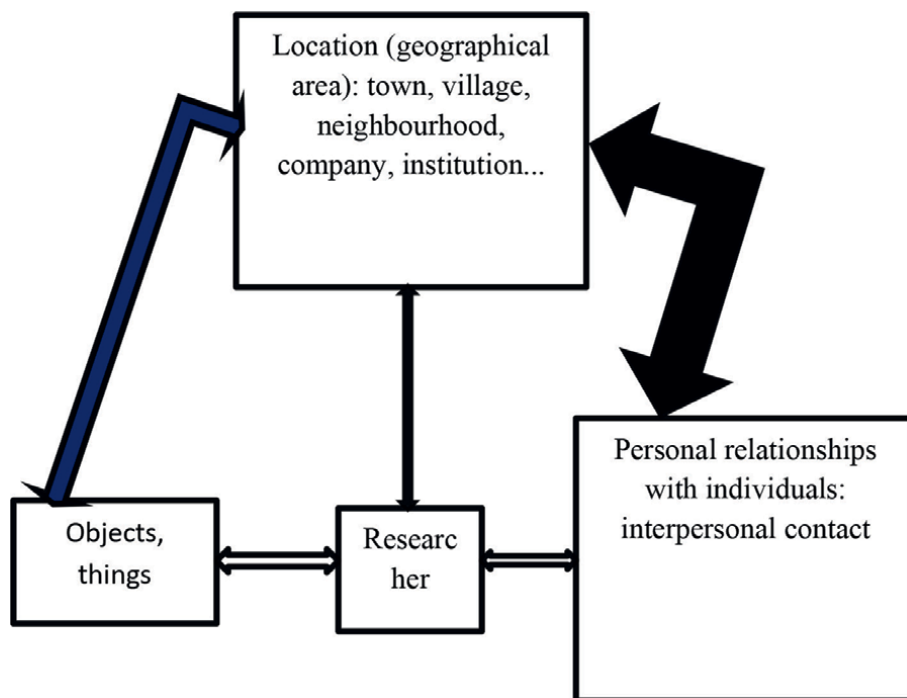 Location (geographical
area): town, village,
neighbourhood,
company, institution...
Personal relationships
with individuals:
interpersonal contact
Objects,
things
Researc
her